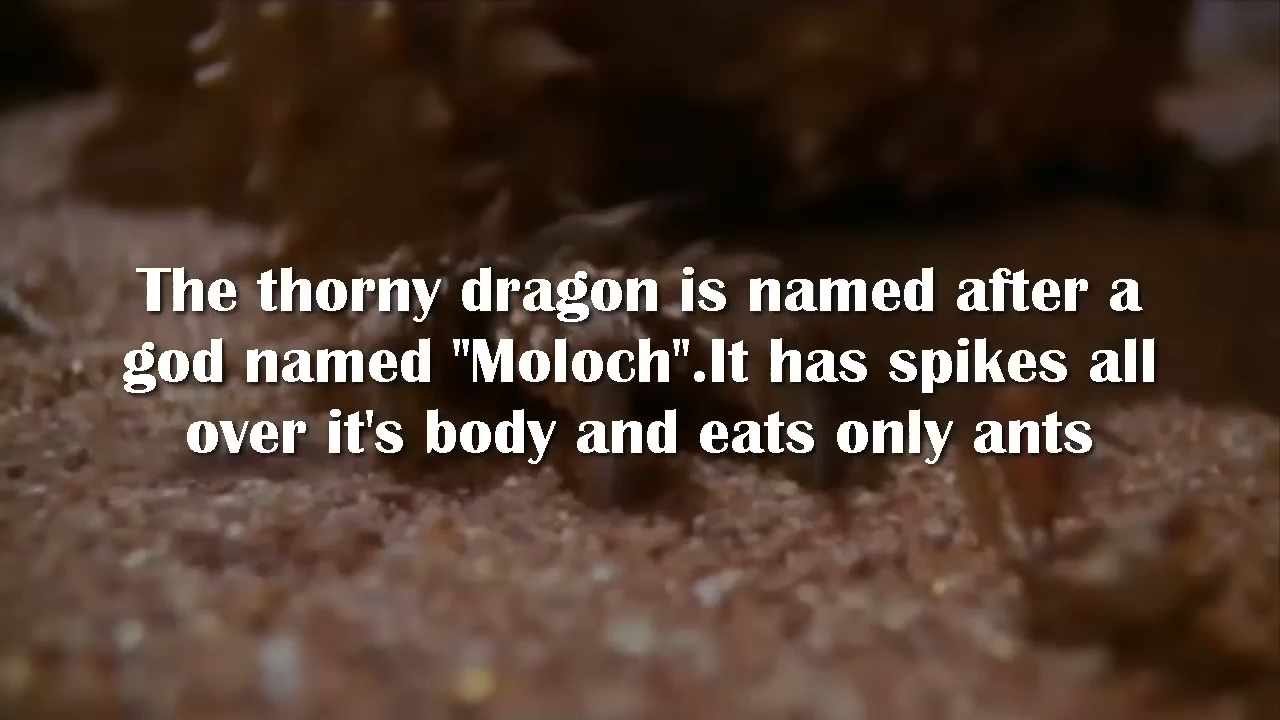 The thorny dragon is named after a
god named "Moloch".It has spikes all
over it's body and eats only ants